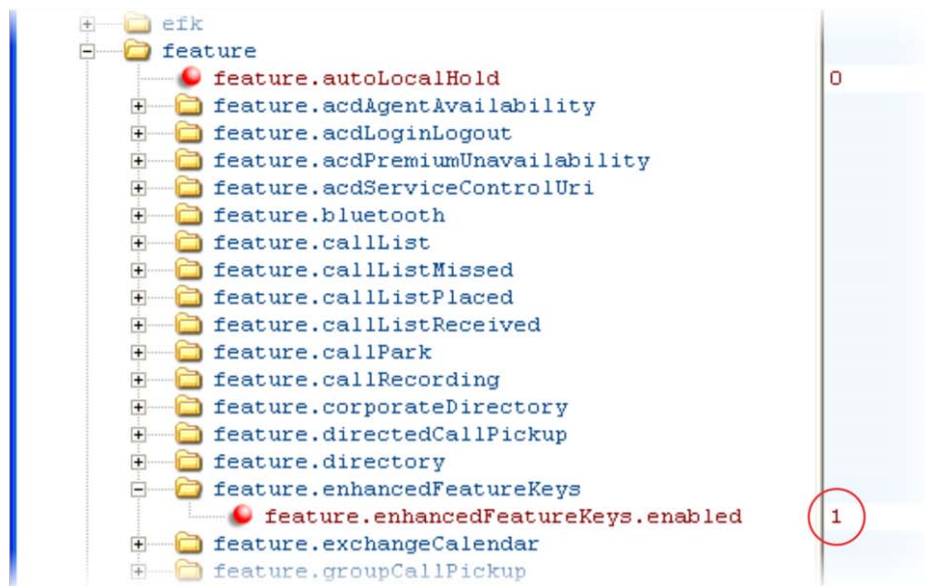 efk
feature
feature.autoLocalHold 0
feature.acdAgentAvailability
feature.acdLoginLogout
feature.acdPremiumUnavailability
feature.acdServiceControlUri
feature.bluetooth
feature.callList
feature.callListMissed
feature.callListPlaced
feature.callListReceived
feature.callPark
feature.callRecording
feature.corporateDirectory
feature.directedCallPickup
feature.directory
feature.enhancedFeatureKeys
feature.enhancedFeatureKeys.enabled 1
feature.exchangeCalendar
feature.groupCallPickup